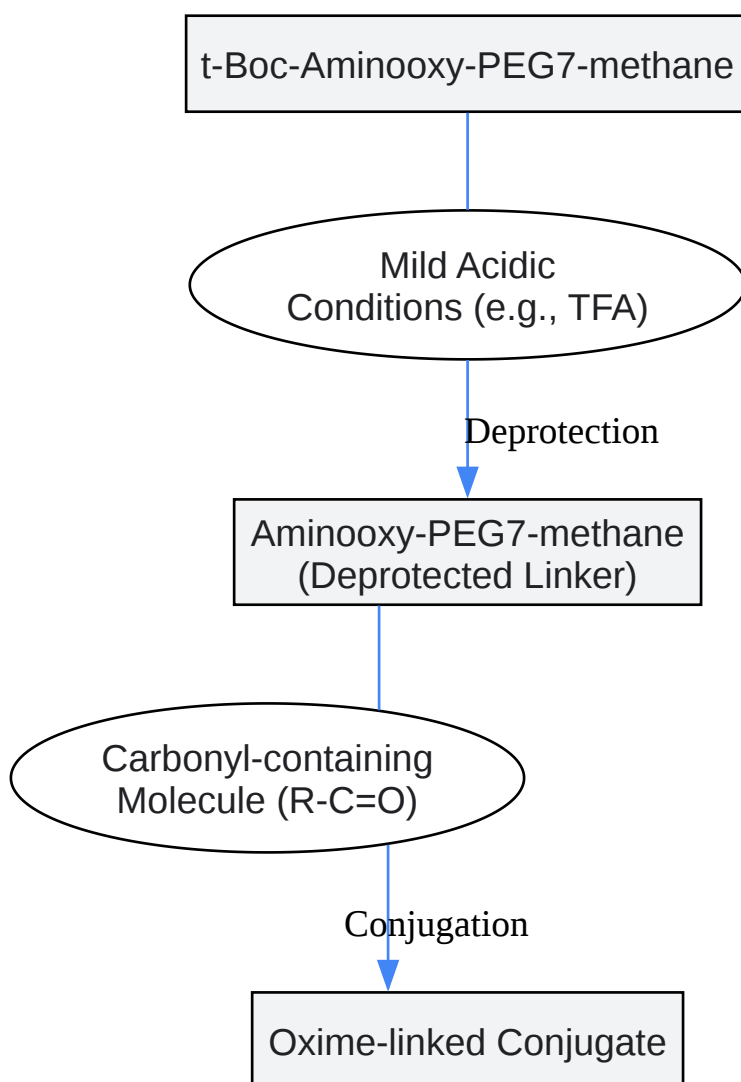 t-Boc-Aminooxy-PEG7-methane
Mild Acidic
Conditions (e.g., TFA)
Deprotection
Aminooxy-PEG7-methane
(Deprotected Linker)
Carbonyl-containing
Molecule (R-C=O)
Conjugation
Oxime-linked Conjugate